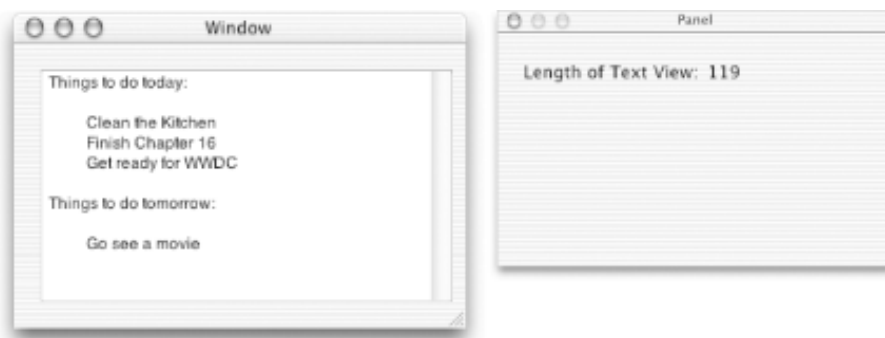 Window
Things to do today:
Clean the Kitchen
Finish Chapter 16
Get ready for WWDC
Things to do tomorrow:
Go see a movie
Panel
Length of Text View: 119